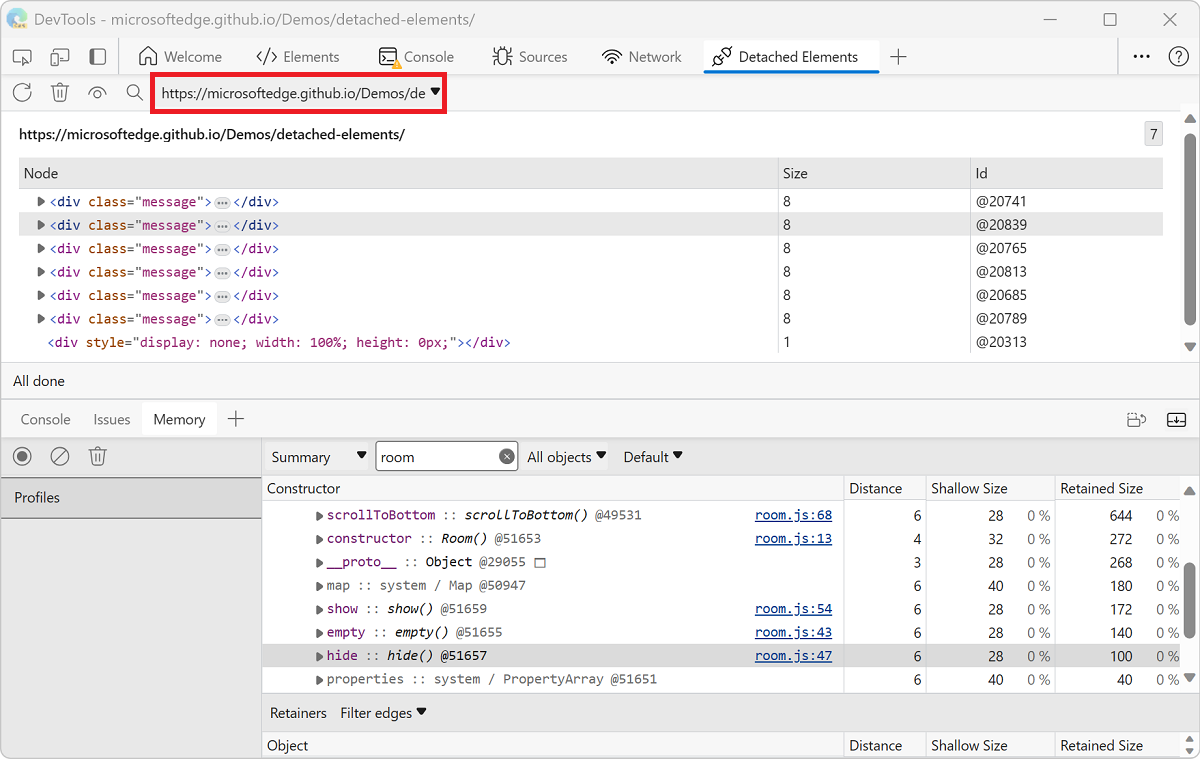 DevTools - microsoftedge.github.io/Demos/detached-elements/
Welcome Elements Console Sources Network Detached Elements
https://microsoftedge.github.io/Demos/de
https://microsoftedge.github.io/Demos/detached-elements/ 7
Node Size Id
<div class="message">…</div> 8 @20741
<div class="message">…</div> 8 @20839
<div class="message">…</div> 8 @20765
<div class="message">…</div> 8 @20813
<div class="message">…</div> 8 @20685
<div class="message">…</div> 8 @20789
<div style="display: none; width: 100%; height: 0px;"></div> 1 @20313
All done
Console Issues Memory
Summary room All objects Default
Profiles
Constructor Distance Shallow Size Retained Size
scrollToBottom :: scrollToBottom() @49531 room.js:68 6 28 0 % 644 0 %
constructor :: Room() @51653 room.js:13 4 32 0 % 272 0 %
__proto__ :: Object @29055 3 28 0 % 268 0 %
map :: system / Map @50947 6 40 0 % 180 0 %
show :: show() @51659 room.js:54 6 28 0 % 172 0 %
empty :: empty() @51655 room.js:43 6 28 0 % 140 0 %
hide :: hide() @51657 room.js:47 6 28 0 % 100 0 %
properties :: system / PropertyArray @51651 6 40 0 % 40 0 %
Retainers Filter edges
Object Distance Shallow Size Retained Size